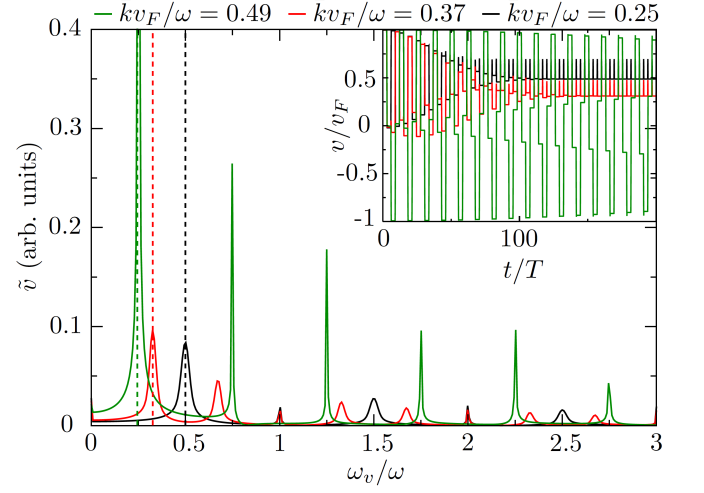 kv_F/ω = 0.49 kv_F/ω = 0.37 kv_F/ω = 0.25
0.4
0.3
0.2
0.1
0
ṽ (arb. units)
0 0.5 1 1.5 2 2.5 3
ω_v/ω
0.5
0
-0.5
-1
v/v_F
0 100
t/T